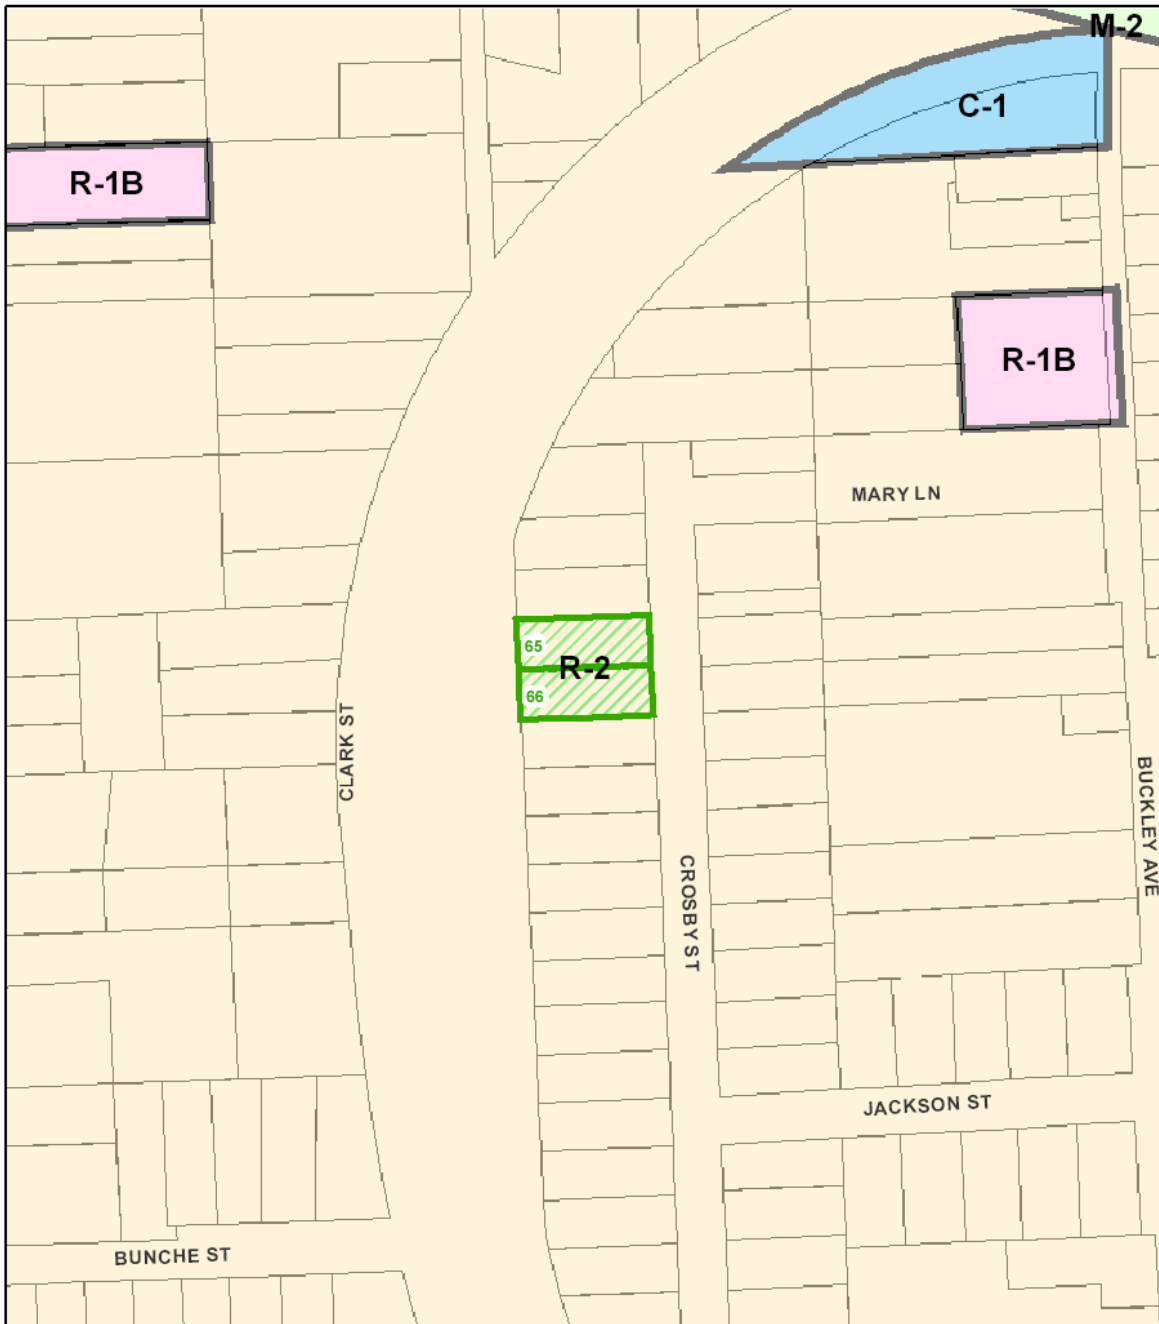 M-2
C-1
R-1B
R-1B
MARY LN
65
R-2
66
CLARK ST
BUCKLEY AVE
CROSBY ST
JACKSON ST
BUNCHE ST